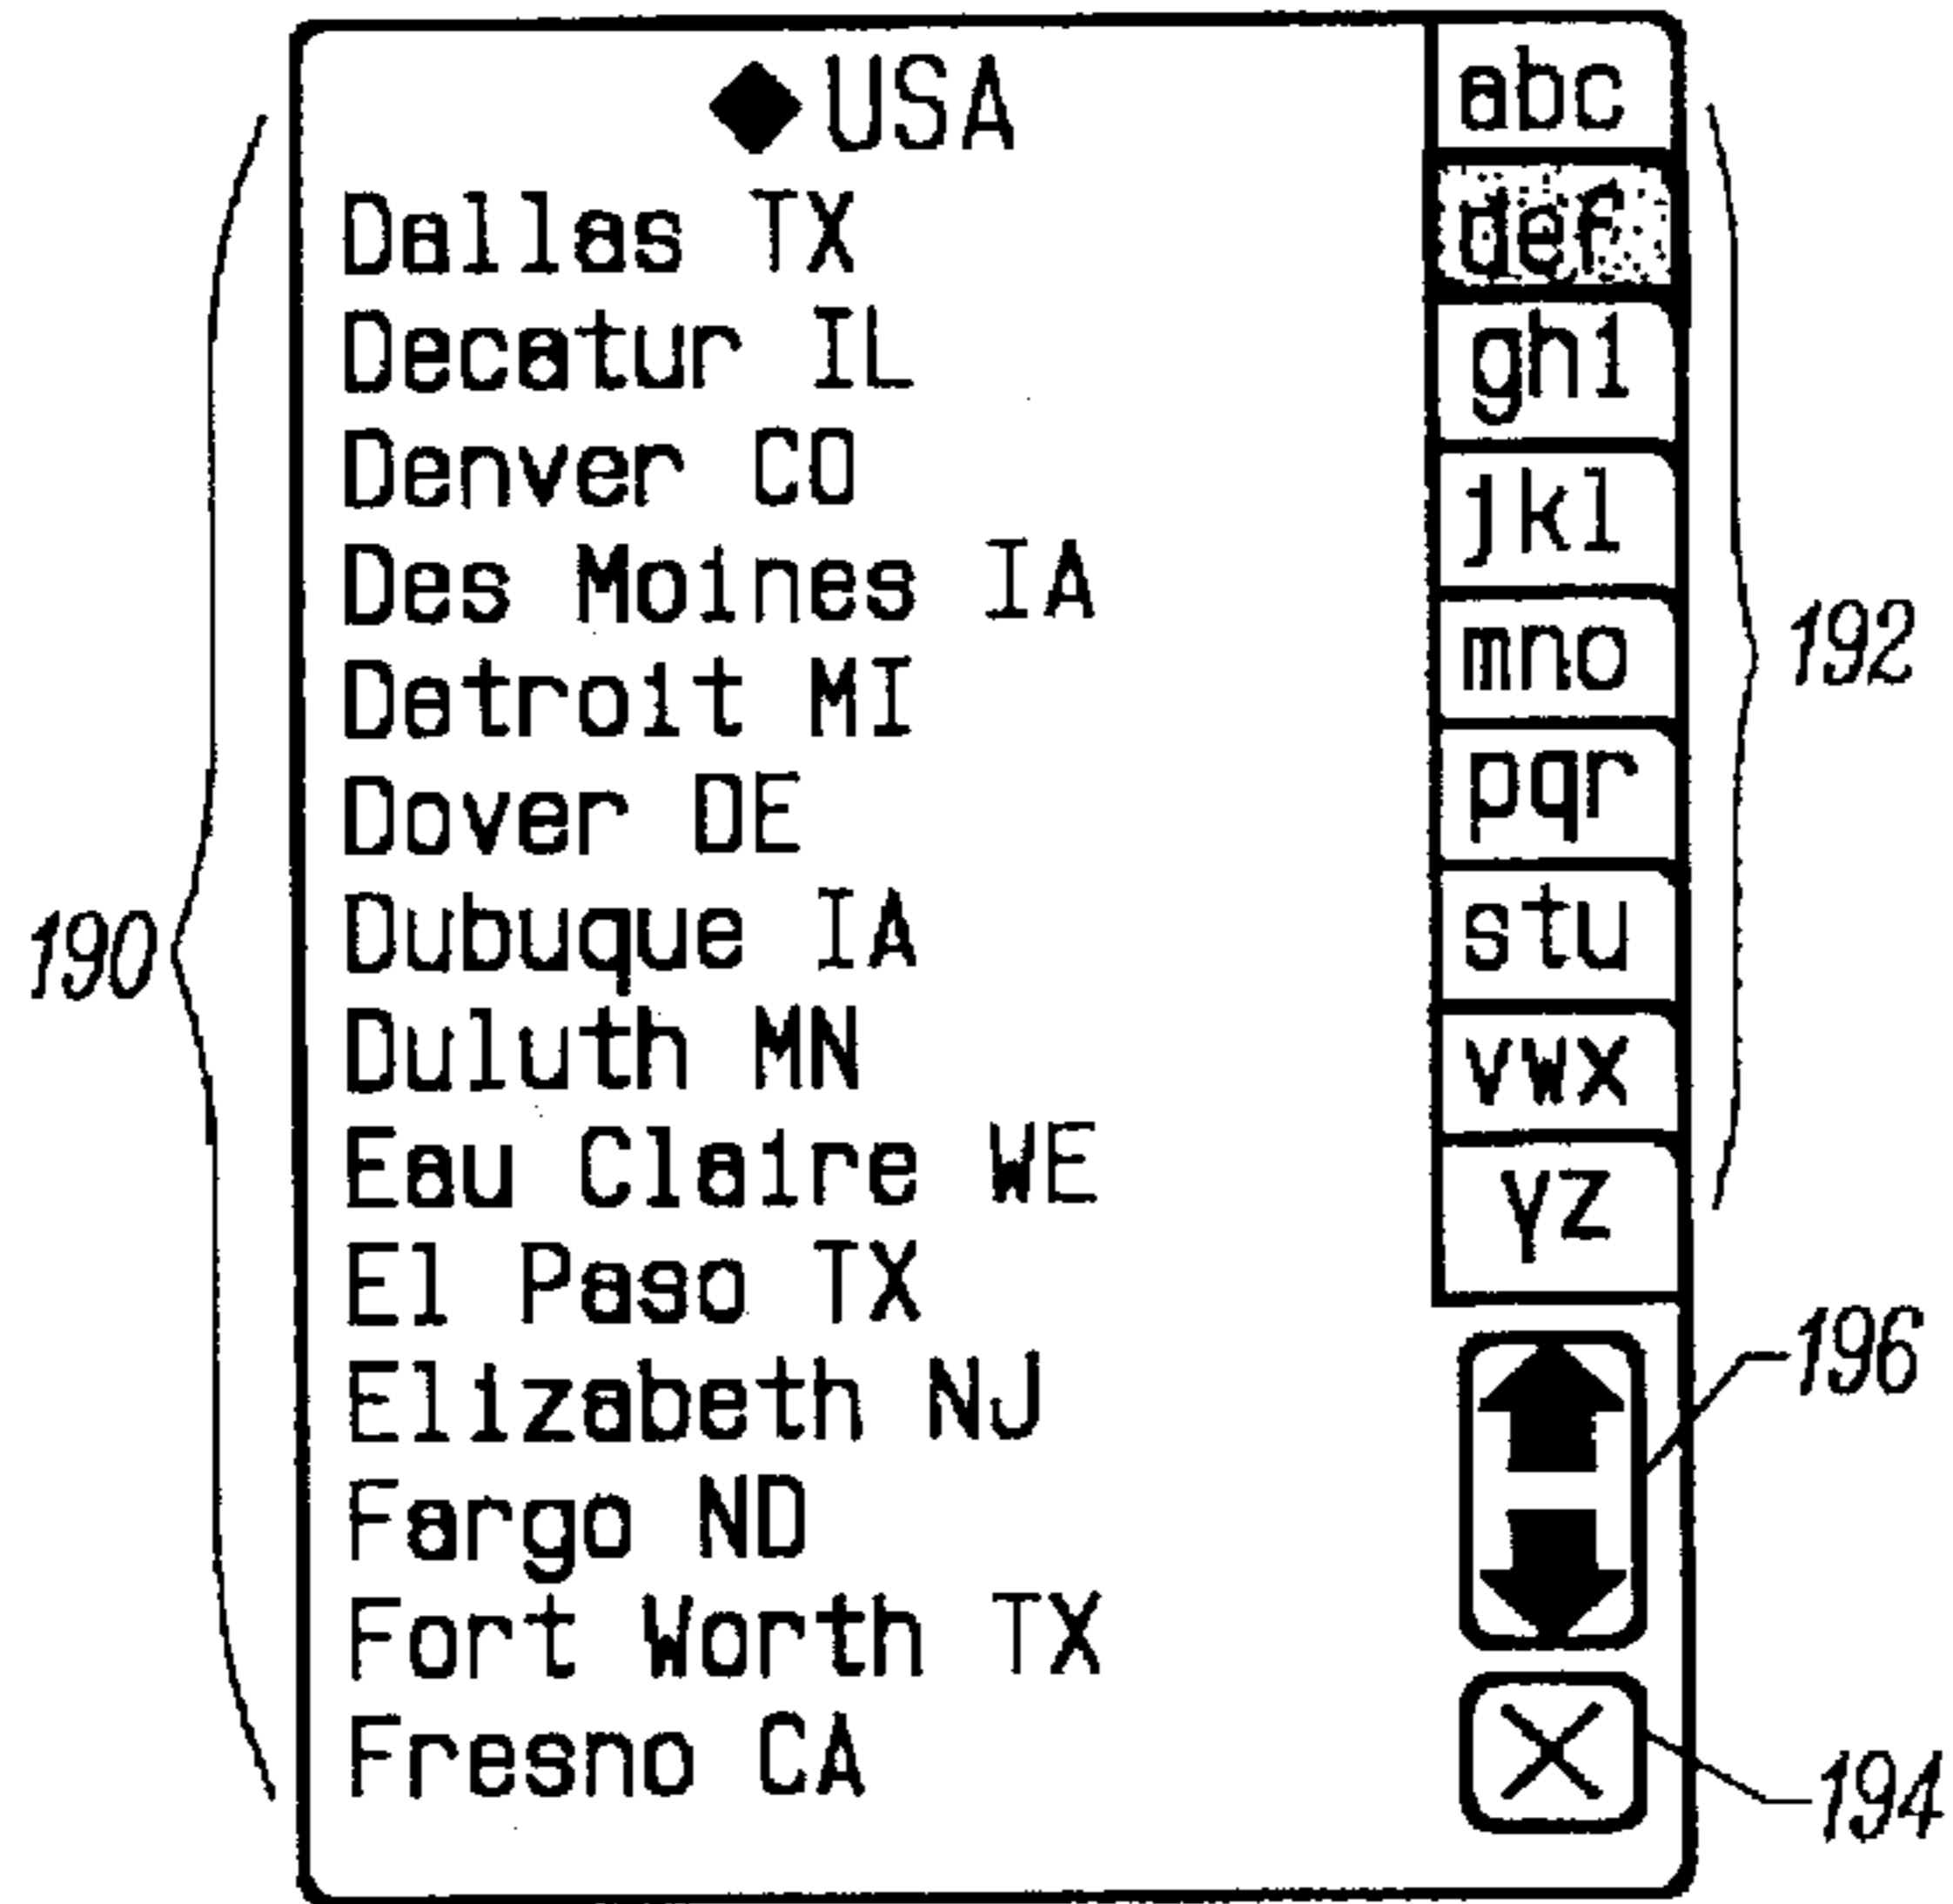 ◆USA
Dallas TX
Decatur IL
Denver CO
Des Moines IA
Detroit MI
Dover DE
Dubuque IA
Duluth MN
Eau Claire WE
El Paso TX
Elizabeth NJ
Fargo ND
Fort Worth TX
Fresno CA
abc
def
ghi
jkl
mno
pqr
stu
vwx
yz
190
192
196
194